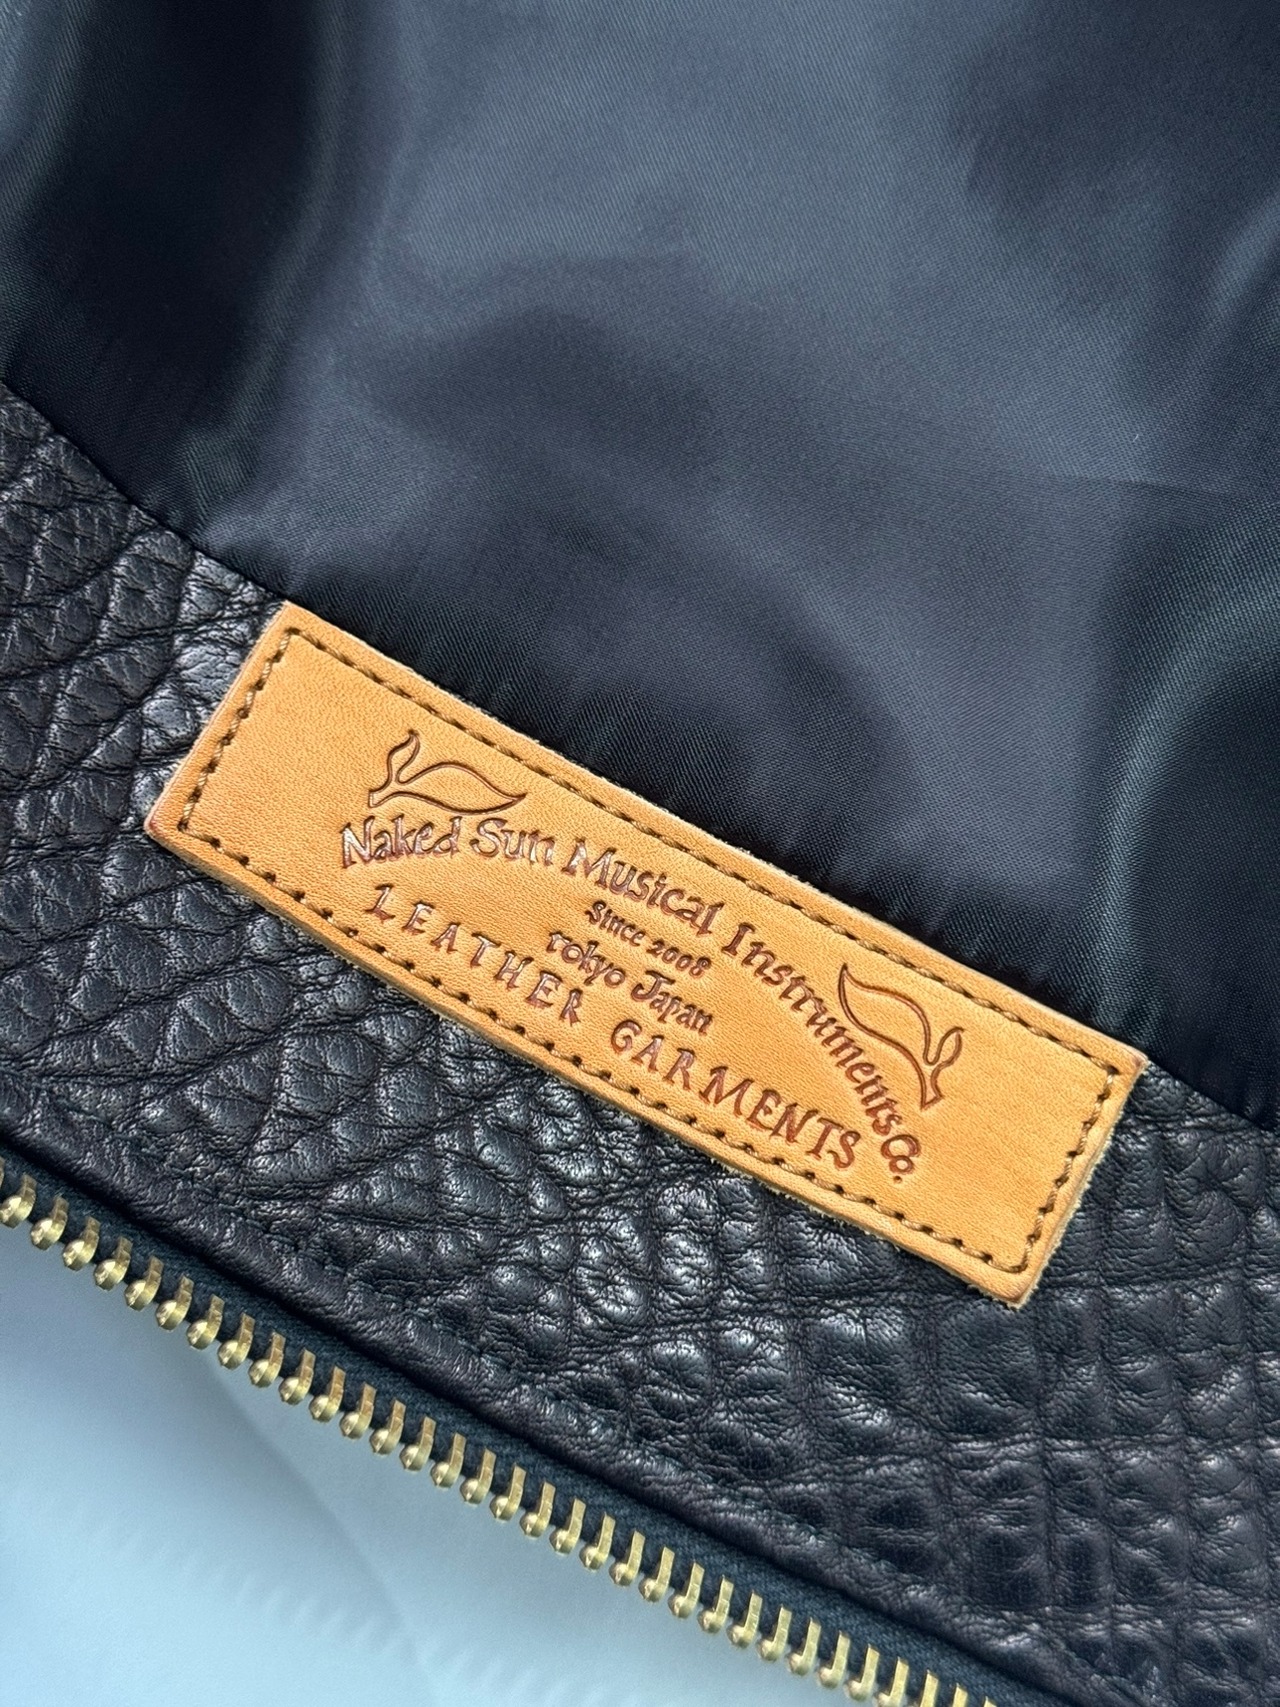 Naked Sun Musical Instruments Co.
Since 2008
Tokyo Japan
LEATHER GARMENTS